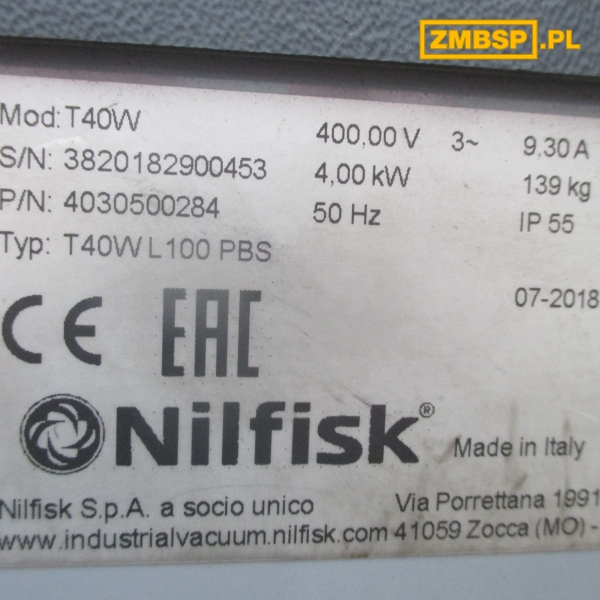 ZMBSP.PL
Mod: T40W 400,00 V 3~ 9,30 A
S/N: 3820182900453 4,00 kW 139 kg
P/N: 4030500284 50 Hz IP 55
Typ: T40W L100 PBS
07-2018
CE EAC
Nilfisk® Made in Italy
Nilfisk S.p.A. a socio unico Via Porrettana 1991
www.industrialvacuum.nilfisk.com 41059 Zocca (MO) -